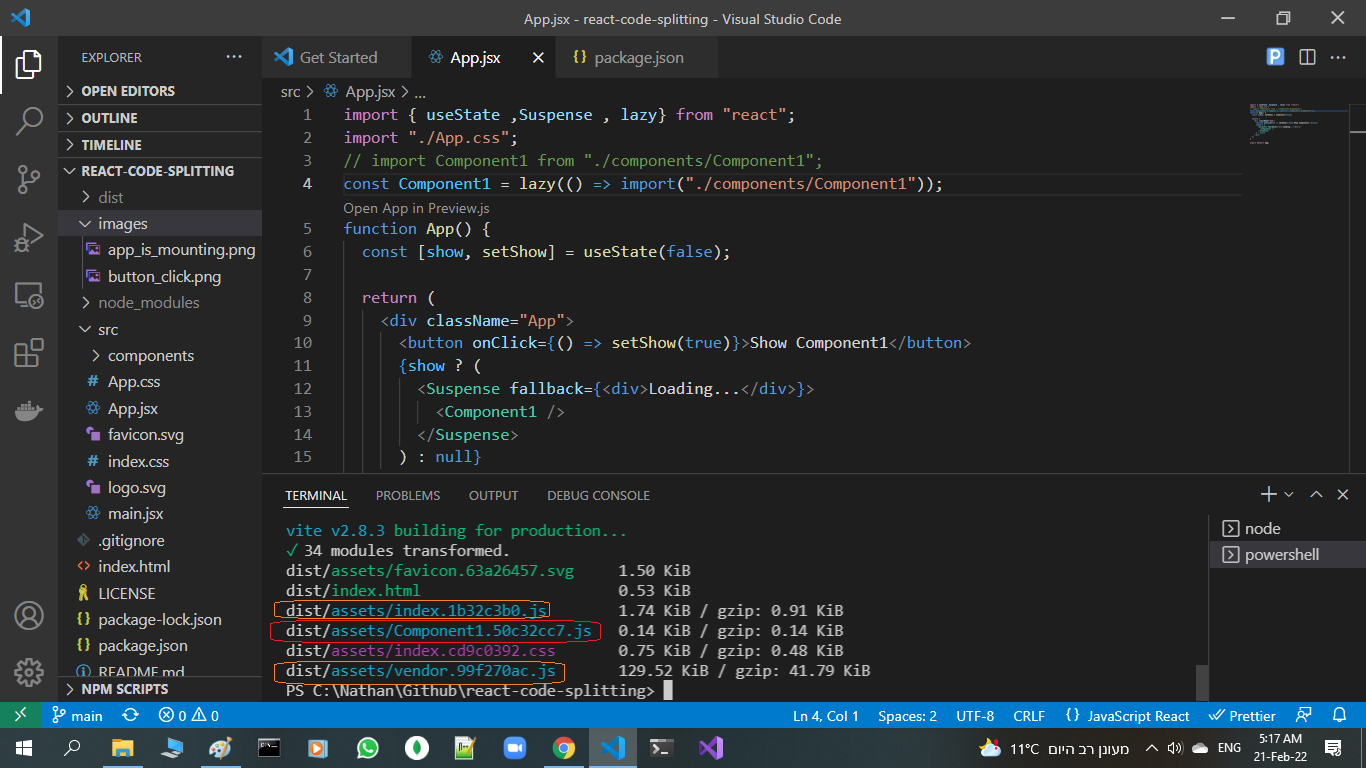 App.jsx - react-code-splitting - Visual Studio Code
EXPLORER
OPEN EDITORS
OUTLINE
TIMELINE
REACT-CODE-SPLITTING
dist
images
app_is_mounting.png
button_click.png
node_modules
src
components
# App.css
App.jsx
favicon.svg
# index.css
logo.svg
main.jsx
.gitignore
<> index.html
LICENSE
{} package-lock.json
{} package.json
README.md
NPM SCRIPTS
Get Started
App.jsx
{} package.json
src > App.jsx > ...
1 import { useState ,Suspense , lazy} from "react";
2 import "./App.css";
3 // import Component1 from "./components/Component1";
4 const Component1 = lazy(() => import("./components/Component1"));
Open App in Preview.js
5 function App() {
6 const [show, setShow] = useState(false);
7
8 return (
9 <div className="App">
10 <button onClick={() => setShow(true)}>Show Component1</button>
11 {show ? (
12 <Suspense fallback={<div>Loading...</div>}>
13 <Component1 />
14 </Suspense>
15 ) : null}
TERMINAL PROBLEMS OUTPUT DEBUG CONSOLE
vite v2.8.3 building for production...
✓ 34 modules transformed.
dist/assets/favicon.63a26457.svg 1.50 KiB
dist/index.html 0.53 KiB
dist/assets/index.1b32c3b0.js 1.74 KiB / gzip: 0.91 KiB
dist/assets/Component1.50c32cc7.js 0.14 KiB / gzip: 0.14 KiB
dist/assets/index.cd9c0392.css 0.75 KiB / gzip: 0.48 KiB
dist/assets/vendor.99f270ac.js 129.52 KiB / gzip: 41.79 KiB
PS C:\Nathan\Github\react-code-splitting>
node
powershell
main 0 0 Ln 4, Col 1 Spaces: 2 UTF-8 CRLF {} JavaScript React Prettier
11°C מעונן רב היום ENG 5:17 AM
21-Feb-22